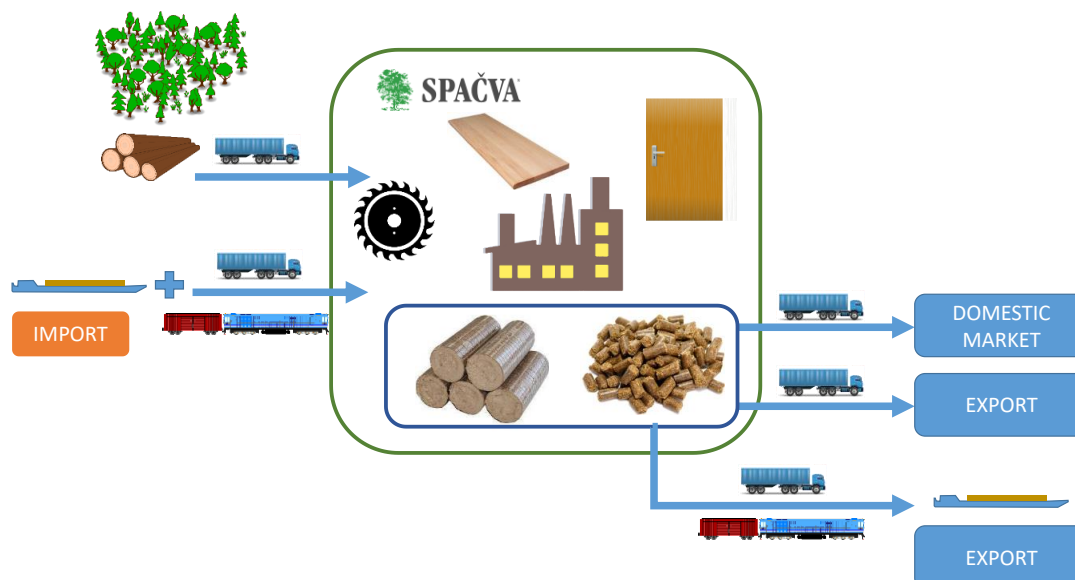 SPAČVA
IMPORT
DOMESTIC
MARKET
EXPORT
EXPORT